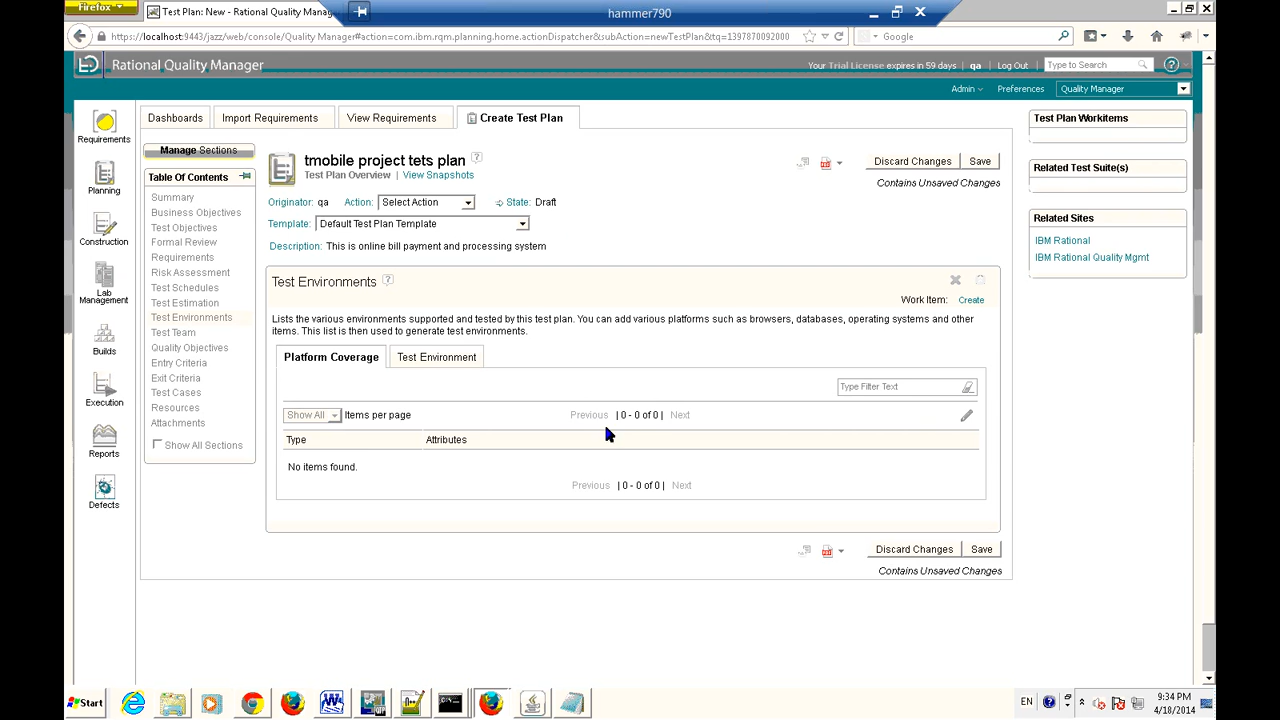 Firefox
Test Plan: New - Rational Quality Manag...
hammer790
https://localhost:9443/jazz/web/console/Quality Manager#action=com.ibm.rqm.planning.home.actionDispatcher&subAction=newTestPlan&tq=1397870092000
Google
Rational Quality Manager
Your Trial License expires in 59 days
qa
Log Out
Type to Search
Admin
Preferences
Quality Manager
Requirements
Planning
Construction
Lab
Management
Builds
Execution
Reports
Defects
Dashboards
Import Requirements
View Requirements
Create Test Plan
Manage Sections
Table Of Contents
Summary
Business Objectives
Test Objectives
Formal Review
Requirements
Risk Assessment
Test Schedules
Test Estimation
Test Environments
Test Team
Quality Objectives
Entry Criteria
Exit Criteria
Test Cases
Resources
Attachments
Show All Sections
tmobile project tets plan
Test Plan Overview | View Snapshots
Discard Changes
Save
Contains Unsaved Changes
Originator: qa Action: Select Action State: Draft
Template: Default Test Plan Template
Description: This is online bill payment and processing system
Test Environments
Work Item: Create
Lists the various environments supported and tested by this test plan. You can add various platforms such as browsers, databases, operating systems and other
items. This list is then used to generate test environments.
Platform Coverage
Test Environment
Type Filter Text
Show All Items per page
Previous | 0 - 0 of 0 | Next
Type
Attributes
No items found.
Previous | 0 - 0 of 0 | Next
Discard Changes
Save
Contains Unsaved Changes
Test Plan Workitems
Related Test Suite(s)
Related Sites
IBM Rational
IBM Rational Quality Mgmt
Start
EN
9:34 PM
4/18/2014